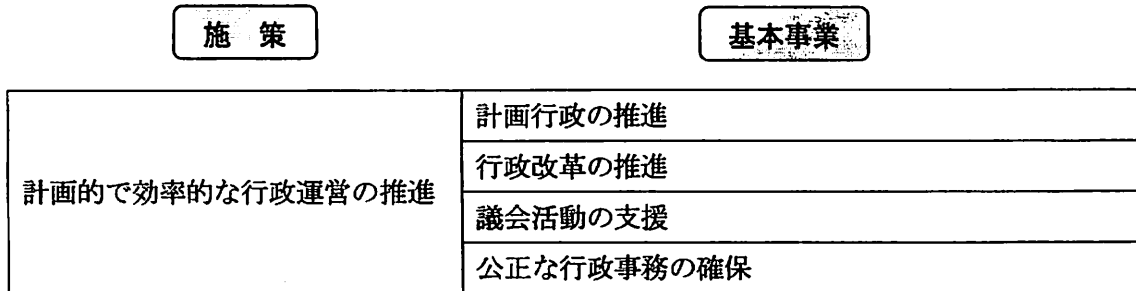 施 策
基本事業
計画的で効率的な行政運営の推進
計画行政の推進
行政改革の推進
議会活動の支援
公正な行政事務の確保